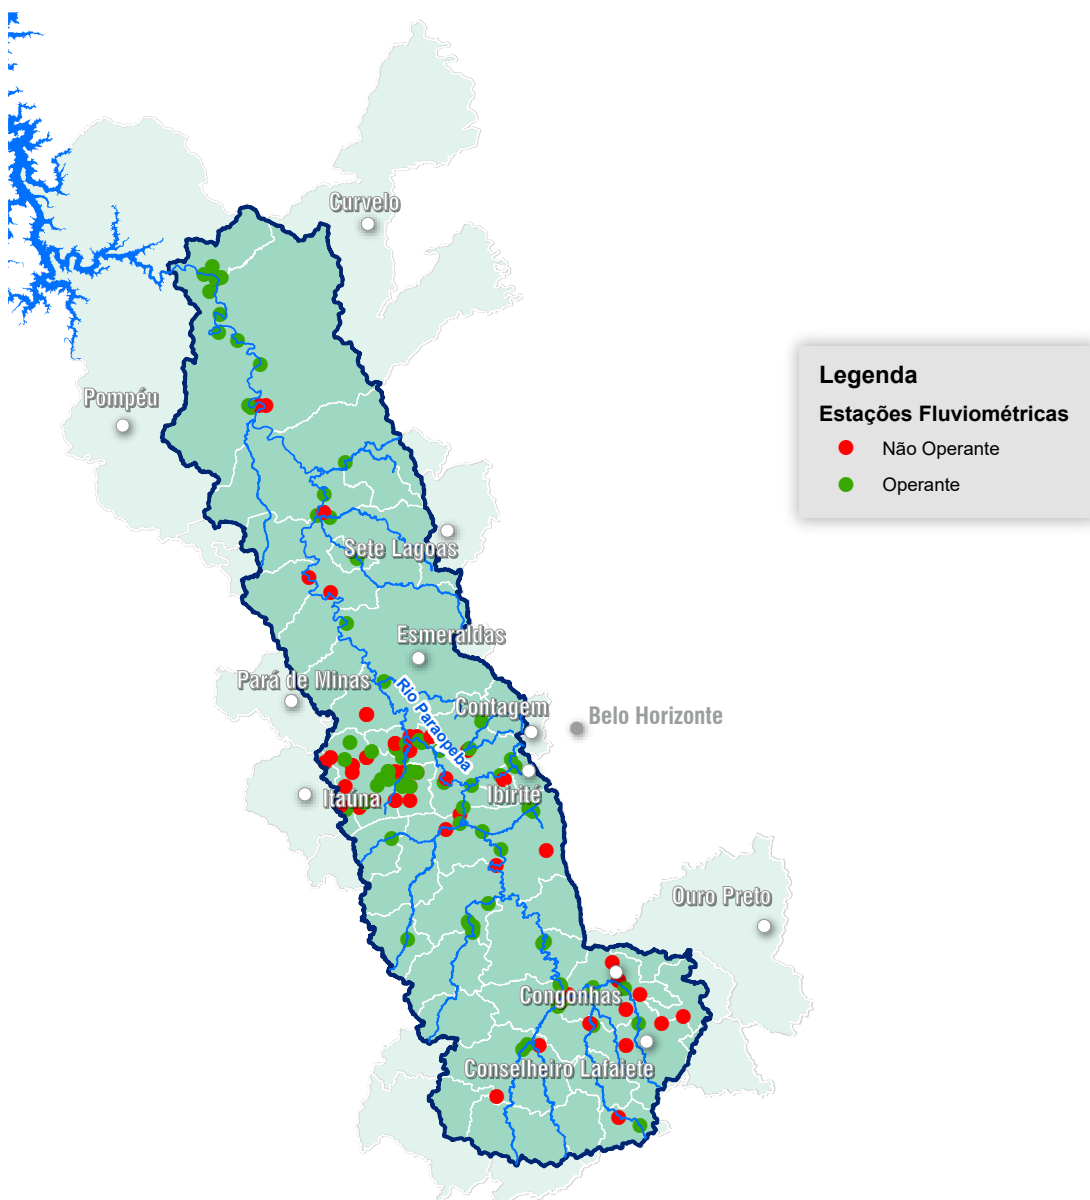 Curvelo
Pompéu
Legenda
Estações Fluviométricas
Não Operante
Operante
Sete Lagoas
Esmeraldas
Pará de Minas
Rio Paraopeba
Contagem
Belo Horizonte
Itaúna
Ibirité
Ouro Preto
Congonhas
Conselheiro Lafaiete